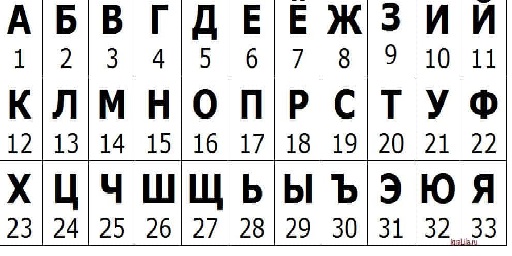 А Б В Г Д Е Ё Ж З И Й
1 2 3 4 5 6 7 8 9 10 11
К Л М Н О П Р С Т У Ф
12 13 14 15 16 17 18 19 20 21 22
Х Ц Ч Ш Щ Ь Ы Ъ Э Ю Я
23 24 25 26 27 28 29 30 31 32 33